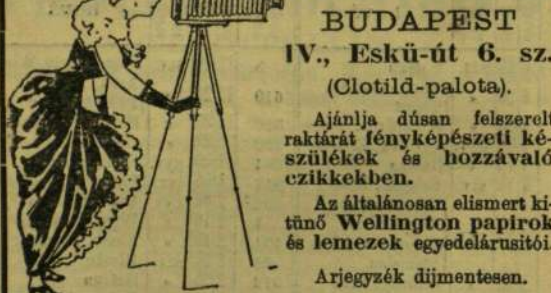 BUDAPEST
IV., Eskü-út 6. sz.
(Clotild-palota).
Ajánlja dúsan felszerelt
raktárát fényképészeti ké-
szülékek és hozzávaló
czikkekben.
Az általánosan elismert ki-
tünő Wellington papirok
és lemezek egyedelárusitói.
Arjegyzék dijmentesen.